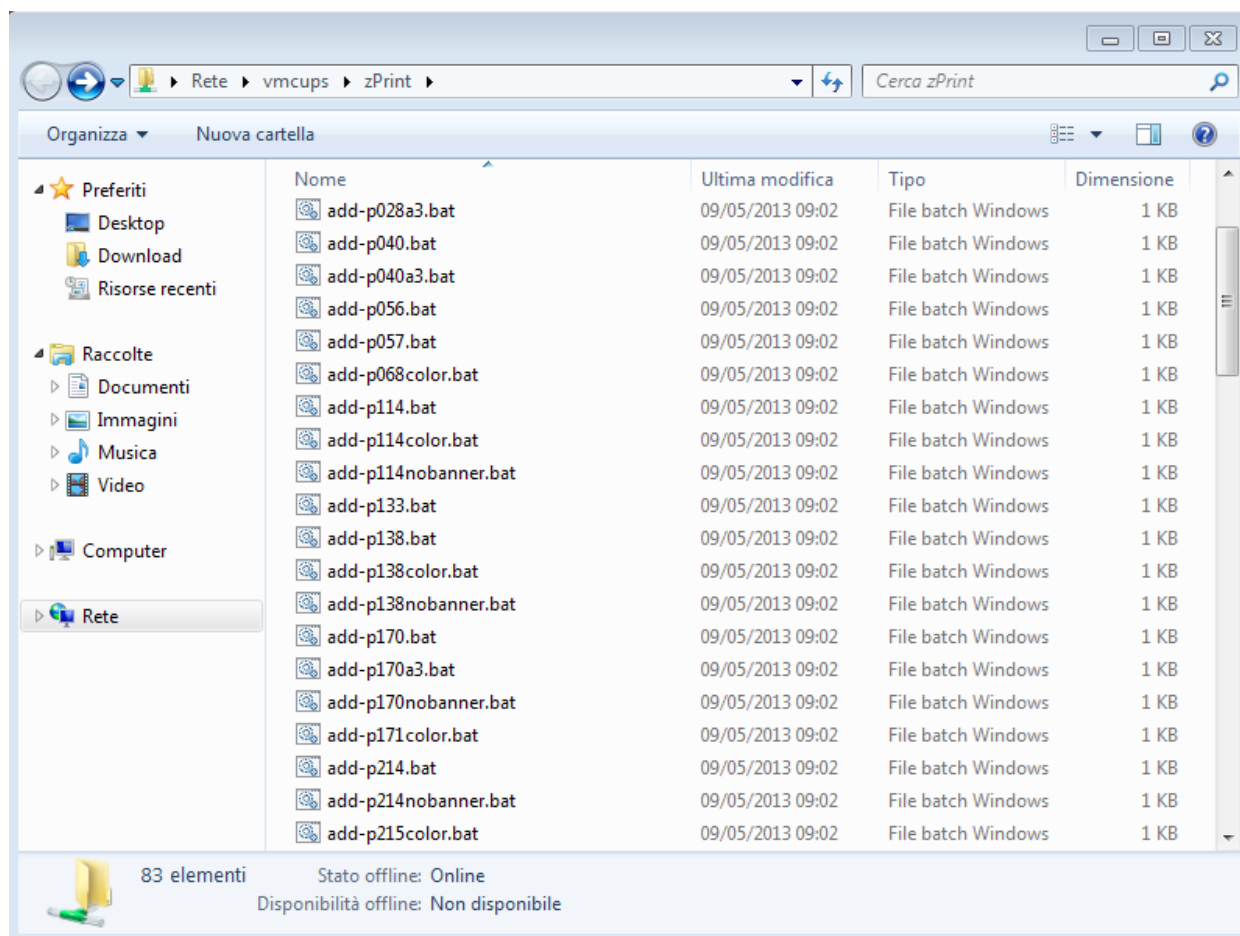 Rete vmcups zPrint
Cerca zPrint
Organizza Nuova cartella
Preferiti
Desktop
Download
Risorse recenti
Raccolte
Documenti
Immagini
Musica
Video
Computer
Rete
Nome Ultima modifica Tipo Dimensione
add-p028a3.bat 09/05/2013 09:02 File batch Windows 1 KB
add-p040.bat 09/05/2013 09:02 File batch Windows 1 KB
add-p040a3.bat 09/05/2013 09:02 File batch Windows 1 KB
add-p056.bat 09/05/2013 09:02 File batch Windows 1 KB
add-p057.bat 09/05/2013 09:02 File batch Windows 1 KB
add-p068color.bat 09/05/2013 09:02 File batch Windows 1 KB
add-p114.bat 09/05/2013 09:02 File batch Windows 1 KB
add-p114color.bat 09/05/2013 09:02 File batch Windows 1 KB
add-p114nobanner.bat 09/05/2013 09:02 File batch Windows 1 KB
add-p133.bat 09/05/2013 09:02 File batch Windows 1 KB
add-p138.bat 09/05/2013 09:02 File batch Windows 1 KB
add-p138color.bat 09/05/2013 09:02 File batch Windows 1 KB
add-p138nobanner.bat 09/05/2013 09:02 File batch Windows 1 KB
add-p170.bat 09/05/2013 09:02 File batch Windows 1 KB
add-p170a3.bat 09/05/2013 09:02 File batch Windows 1 KB
add-p170nobanner.bat 09/05/2013 09:02 File batch Windows 1 KB
add-p171color.bat 09/05/2013 09:02 File batch Windows 1 KB
add-p214.bat 09/05/2013 09:02 File batch Windows 1 KB
add-p214nobanner.bat 09/05/2013 09:02 File batch Windows 1 KB
add-p215color.bat 09/05/2013 09:02 File batch Windows 1 KB
83 elementi Stato offline: Online
Disponibilità offline: Non disponibile